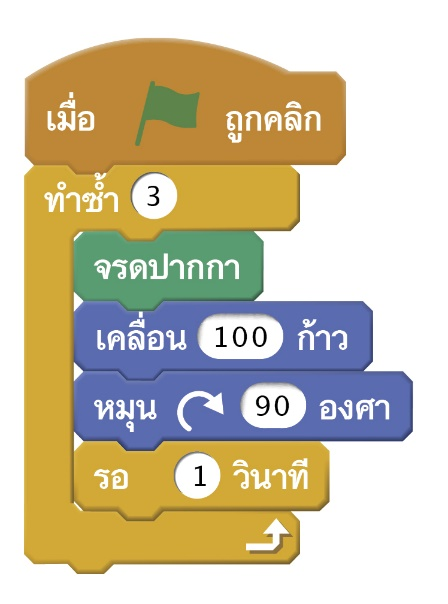 เมื่อ ถูกคลิก
ทำซ้ำ 3
จรดปากกา
เคลื่อน 100 ก้าว
หมุน 90 องศา
รอ 1 วินาที